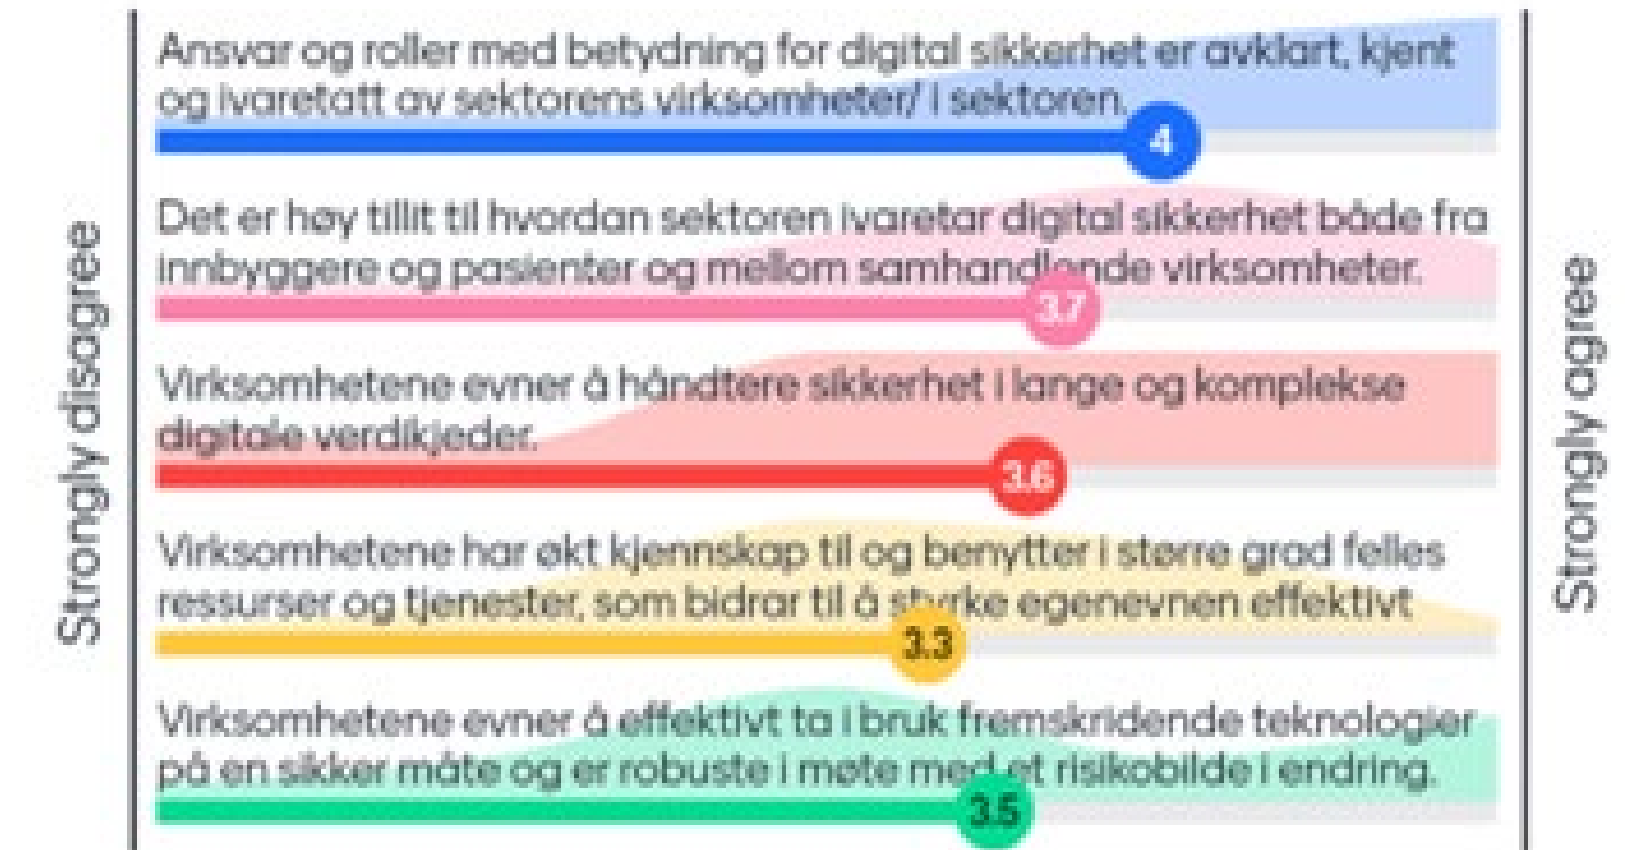 Strongly disagree
Ansvar og roller med betydning for digital sikkerhet er avklart, kjent
og ivaretatt av sektorens virksomheter/ i sektoren.
4
Det er høy tillit til hvordan sektoren ivaretar digital sikkerhet både fra
innbyggere og pasienter og mellom samhandlende virksomheter.
3.7
Virksomhetene evner å håndtere sikkerhet i lange og komplekse
digitale verdikjeder.
3.6
Virksomhetene har økt kjennskap til og benytter i større grad felles
ressurser og tjenester, som bidrar til å styrke egenevnen effektivt
3.3
Virksomhetene evner å effektivt ta i bruk fremskridende teknologier
på en sikker måte og er robuste i møte med et risikobilde i endring.
3.5
Strongly agree